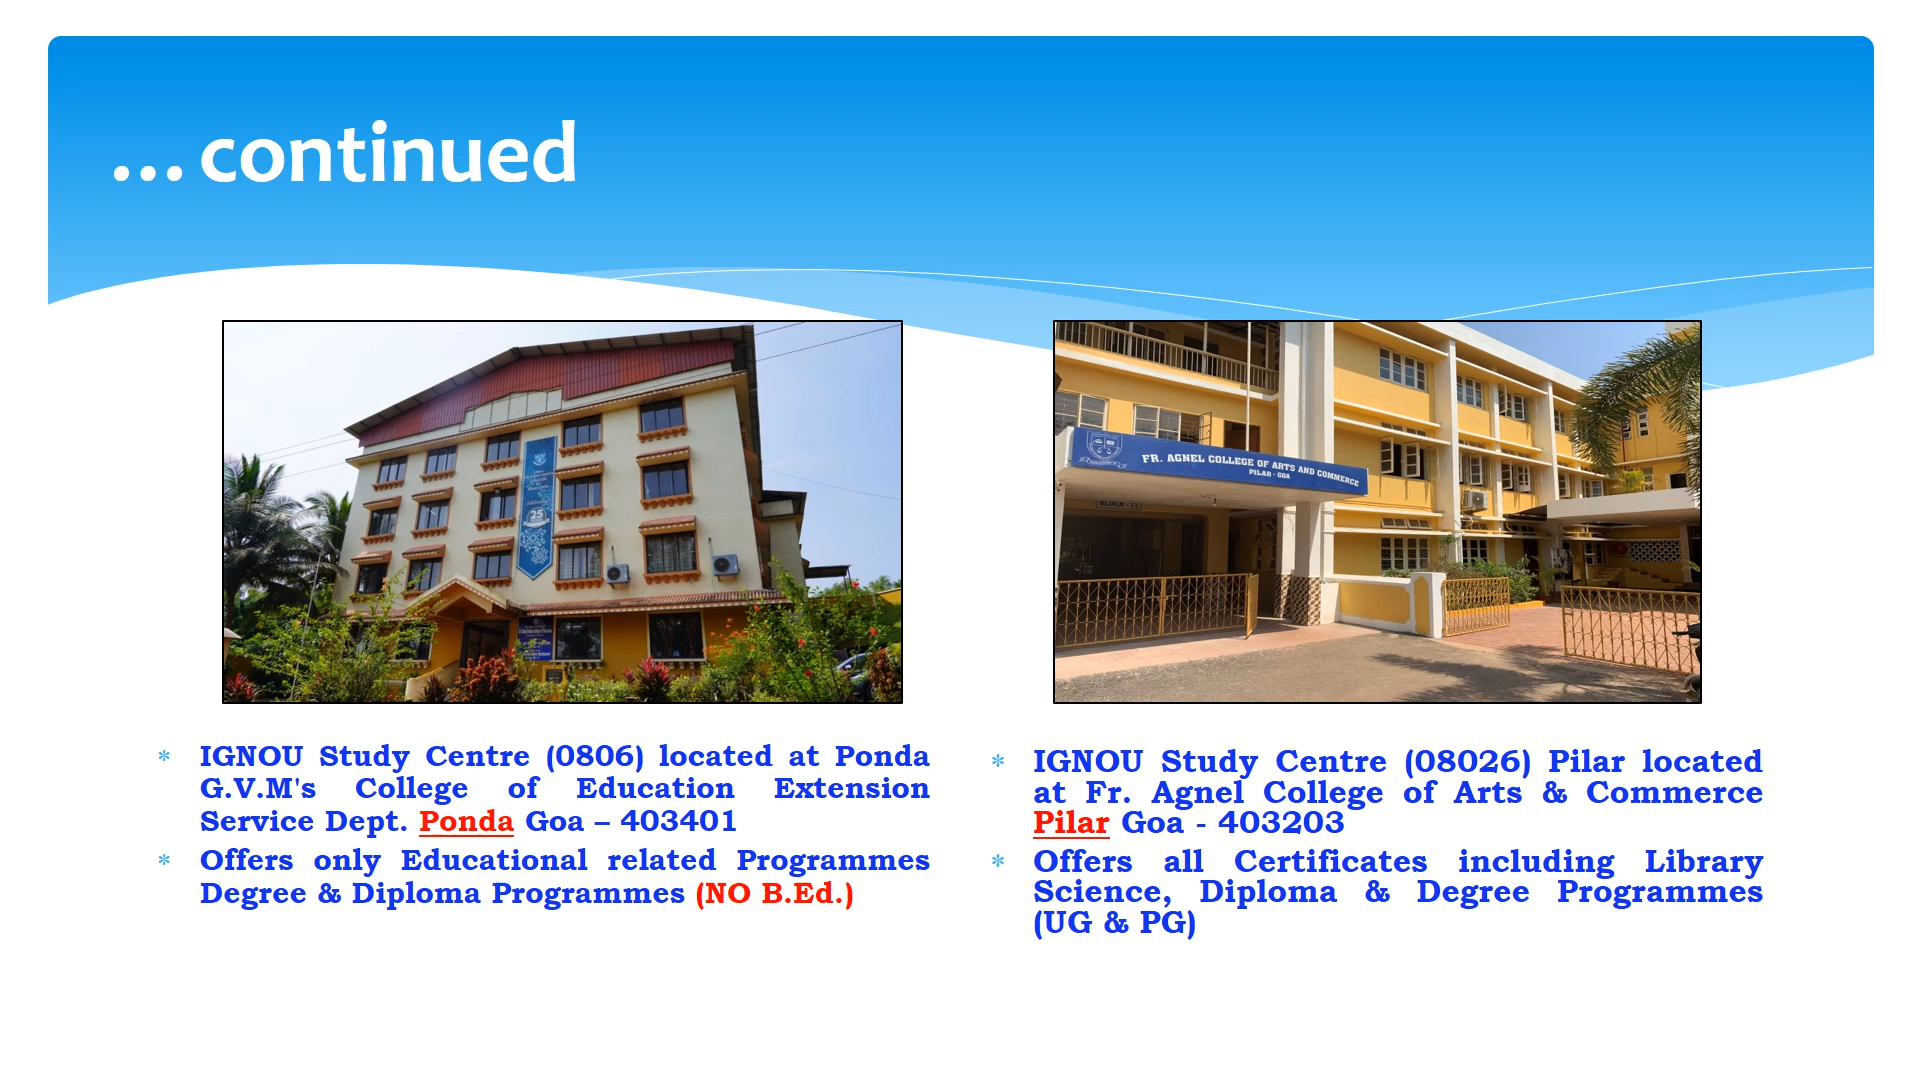 ...continued
25
FR. AGNEL COLLEGE OF ARTS AND COMMERCE
PILAR - GOA
BLOCK - II
* IGNOU Study Centre (0806) located at Ponda
G.V.M's College of Education Extension
Service Dept. Ponda Goa – 403401
* Offers only Educational related Programmes
Degree & Diploma Programmes (NO B.Ed.)
* IGNOU Study Centre (08026) Pilar located
at Fr. Agnel College of Arts & Commerce
Pilar Goa - 403203
* Offers all Certificates including Library
Science, Diploma & Degree Programmes
(UG & PG)